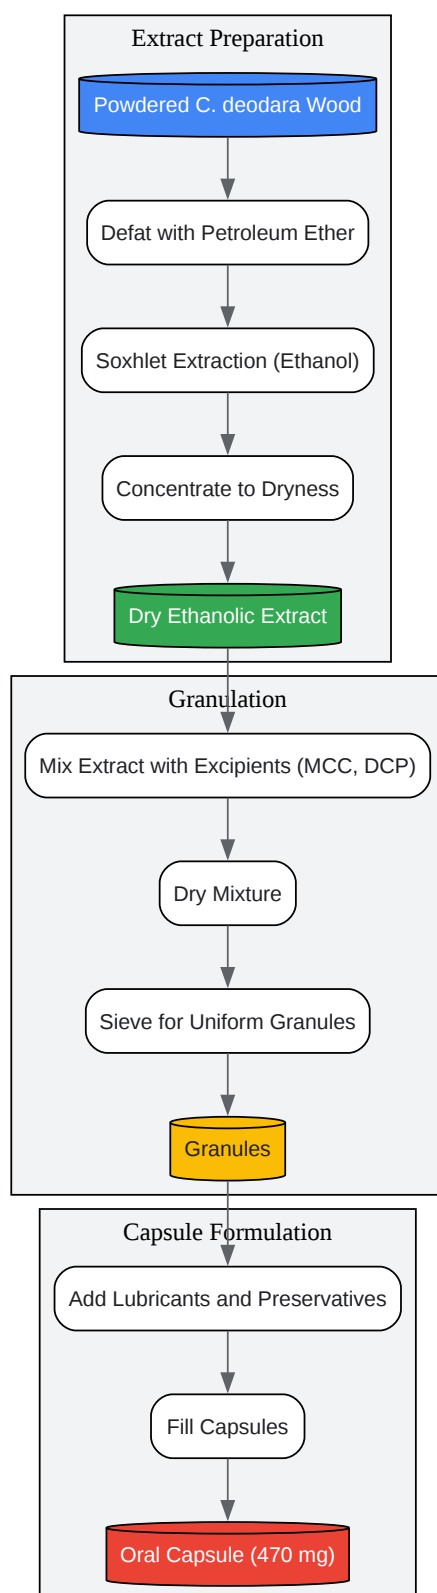 Extract Preparation
Powdered C. deodara Wood
Defat with Petroleum Ether
Soxhlet Extraction (Ethanol)
Concentrate to Dryness
Dry Ethanolic Extract
Granulation
Mix Extract with Excipients (MCC, DCP)
Dry Mixture
Sieve for Uniform Granules
Granules
Capsule Formulation
Add Lubricants and Preservatives
Fill Capsules
Oral Capsule (470 mg)